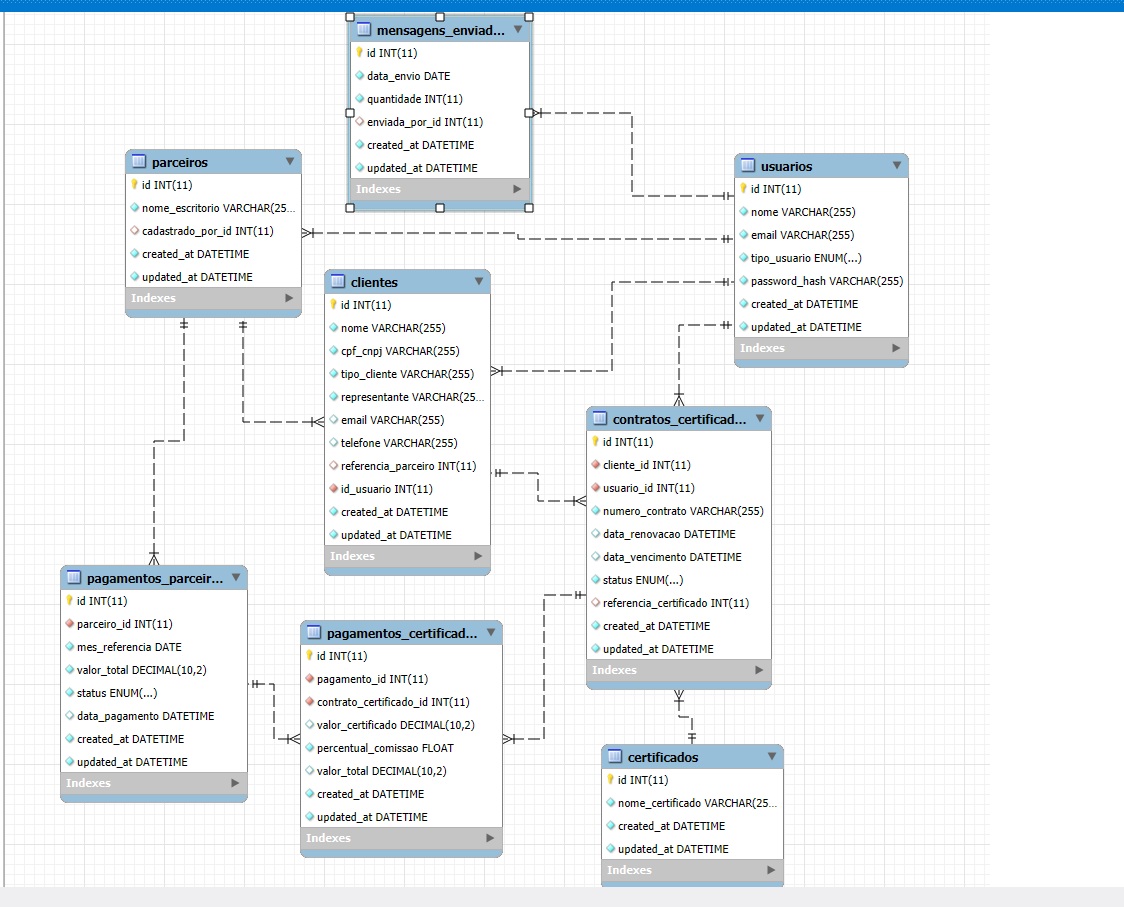 mensagens_enviad...
id INT(11)
data_envio DATE
quantidade INT(11)
enviada_por_id INT(11)
created_at DATETIME
updated_at DATETIME
Indexes
parceiros
id INT(11)
nome_escritorio VARCHAR(25...
cadastrado_por_id INT(11)
created_at DATETIME
updated_at DATETIME
Indexes
usuarios
id INT(11)
nome VARCHAR(255)
email VARCHAR(255)
tipo_usuario ENUM(...)
password_hash VARCHAR(255)
created_at DATETIME
updated_at DATETIME
Indexes
clientes
id INT(11)
nome VARCHAR(255)
cpf_cnpj VARCHAR(255)
tipo_cliente VARCHAR(255)
representante VARCHAR(25...
email VARCHAR(255)
telefone VARCHAR(255)
referencia_parceiro INT(11)
id_usuario INT(11)
created_at DATETIME
updated_at DATETIME
Indexes
contratos_certificad...
id INT(11)
cliente_id INT(11)
usuario_id INT(11)
numero_contrato VARCHAR(255)
data_renovacao DATETIME
data_vencimento DATETIME
status ENUM(...)
referencia_certificado INT(11)
created_at DATETIME
updated_at DATETIME
Indexes
pagamentos_parceir...
id INT(11)
parceiro_id INT(11)
mes_referencia DATE
valor_total DECIMAL(10,2)
status ENUM(...)
data_pagamento DATETIME
created_at DATETIME
updated_at DATETIME
Indexes
pagamentos_certificad...
id INT(11)
pagamento_id INT(11)
contrato_certificado_id INT(11)
valor_certificado DECIMAL(10,2)
percentual_comissao FLOAT
valor_total DECIMAL(10,2)
created_at DATETIME
updated_at DATETIME
Indexes
certificados
id INT(11)
nome_certificado VARCHAR(25...
created_at DATETIME
updated_at DATETIME
Indexes